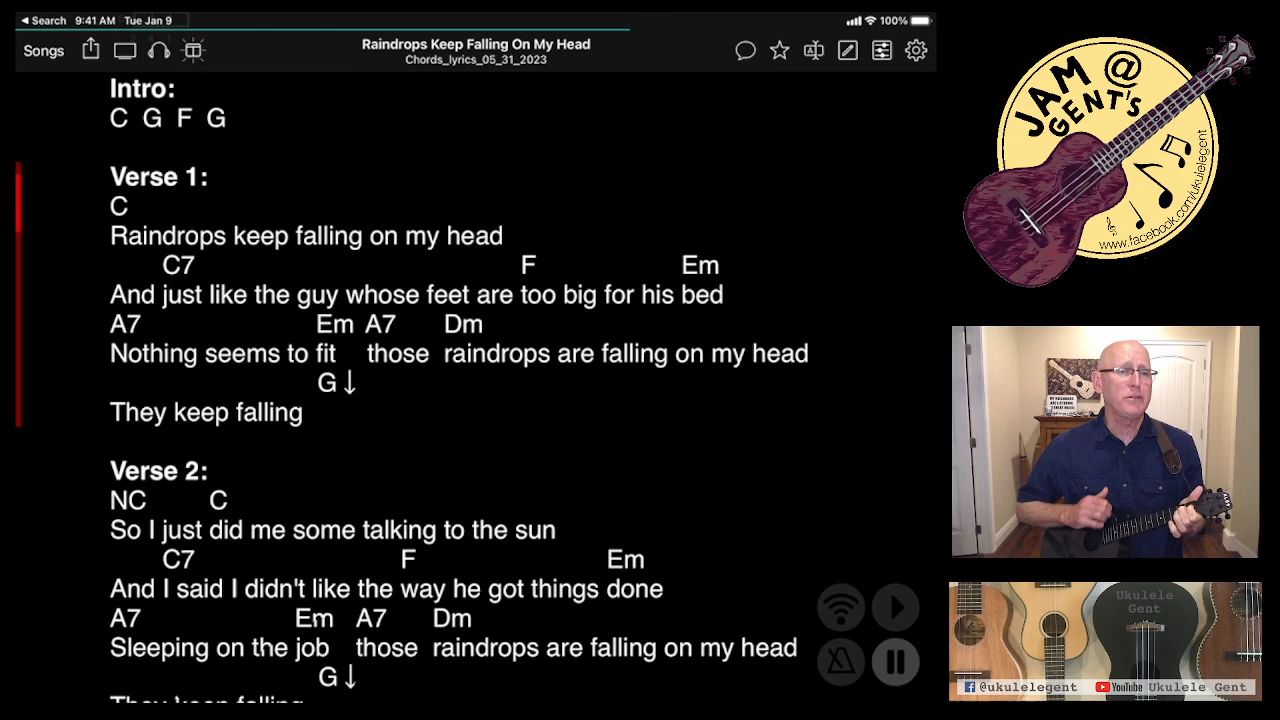 Search 9:41 AM Tue Jan 9 100%
Songs
Raindrops Keep Falling On My Head
Chords_lyrics_05_31_2023
Intro:
C G F G
Verse 1:
C
Raindrops keep falling on my head
C7 F Em
And just like the guy whose feet are too big for his bed
A7 Em A7 Dm
Nothing seems to fit those raindrops are falling on my head
G↓
They keep falling
Verse 2:
NC C
So I just did me some talking to the sun
C7 F Em
And I said I didn't like the way he got things done
A7 Em A7 Dm
Sleeping on the job those raindrops are falling on my head
G↓
They keep falling
JAM @
GENT'S
www.facebook.com/ukulelegent
Ukulele
Gent
@ukulelegent YouTube Ukulele Gent